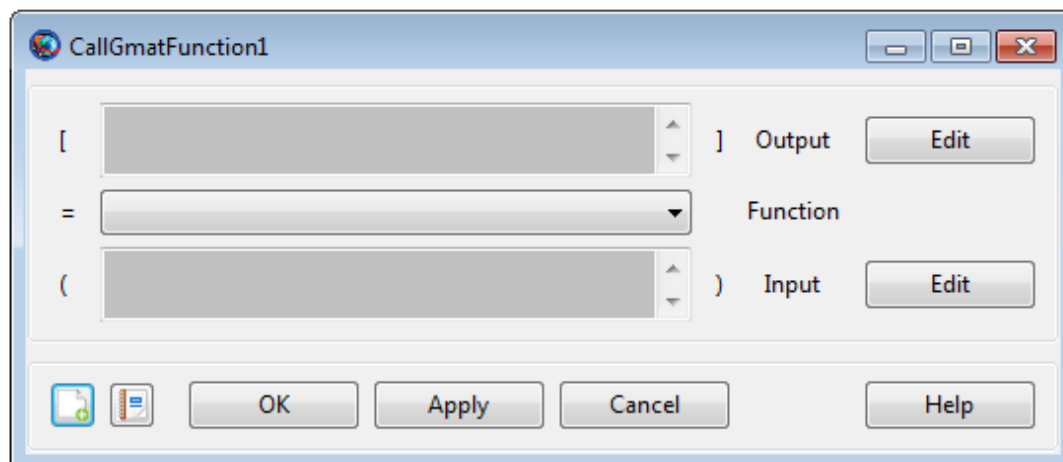 CallGmatFunction1
[ ] Output Edit
= Function
( ) Input Edit
OK Apply Cancel Help